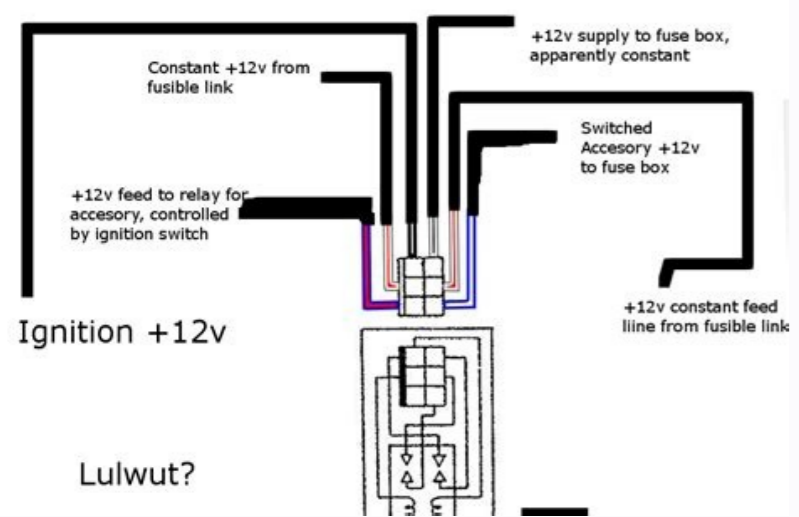 +12v supply to fuse box,
apparently constant
Constant +12v from
fusible link
Switched
Accesory +12v
to fuse box
+12v feed to relay for
accesory, controlled
by ignition switch
+12v constant feed
liine from fusible link
Ignition +12v
Lulwut?